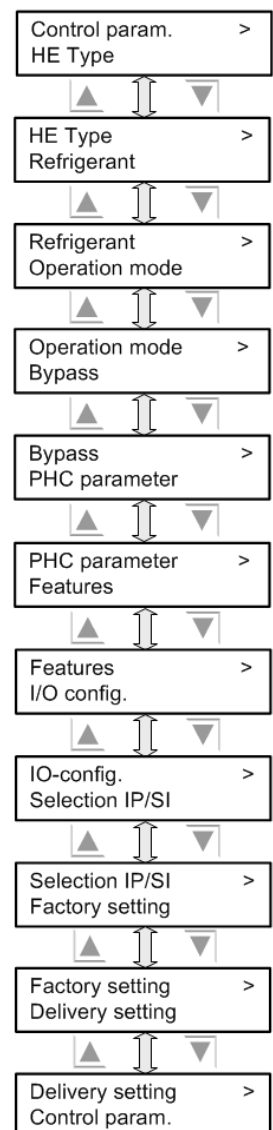 Control param. >
HE Type
HE Type >
Refrigerant
Refrigerant >
Operation mode
Operation mode >
Bypass
Bypass >
PHC parameter
PHC parameter >
Features
Features >
I/O config.
IO-config. >
Selection IP/SI
Selection IP/SI >
Factory setting
Factory setting >
Delivery setting
Delivery setting >
Control param.